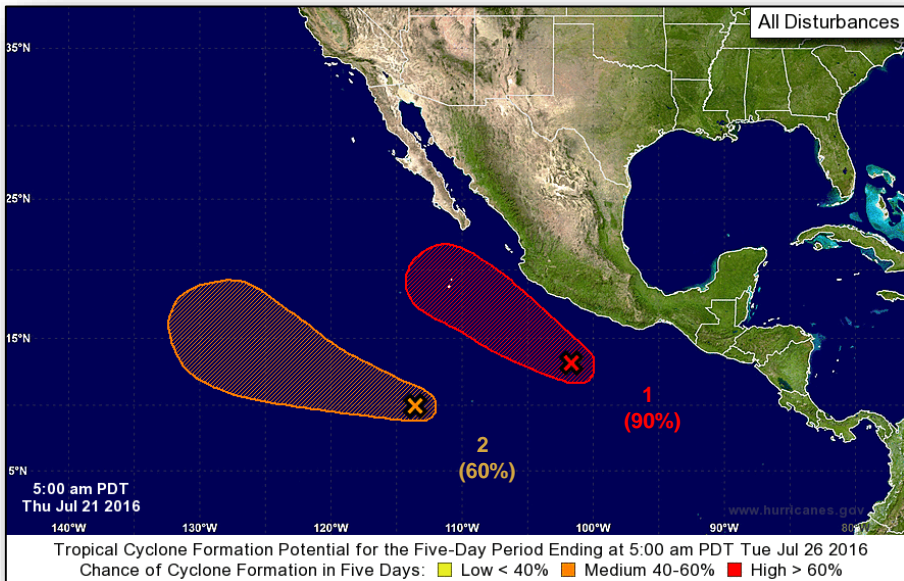 All Disturbances
35°N
25°N
15°N
5°N
1
(90%)
2
(60%)
5:00 am PDT
Thu Jul 21 2016
www.hurricanes.gov
140°W 130°W 120°W 110°W 100°W 90°W 80°W
Tropical Cyclone Formation Potential for the Five-Day Period Ending at 5:00 am PDT Tue Jul 26 2016
Chance of Cyclone Formation in Five Days: Low < 40% Medium 40-60% High > 60%